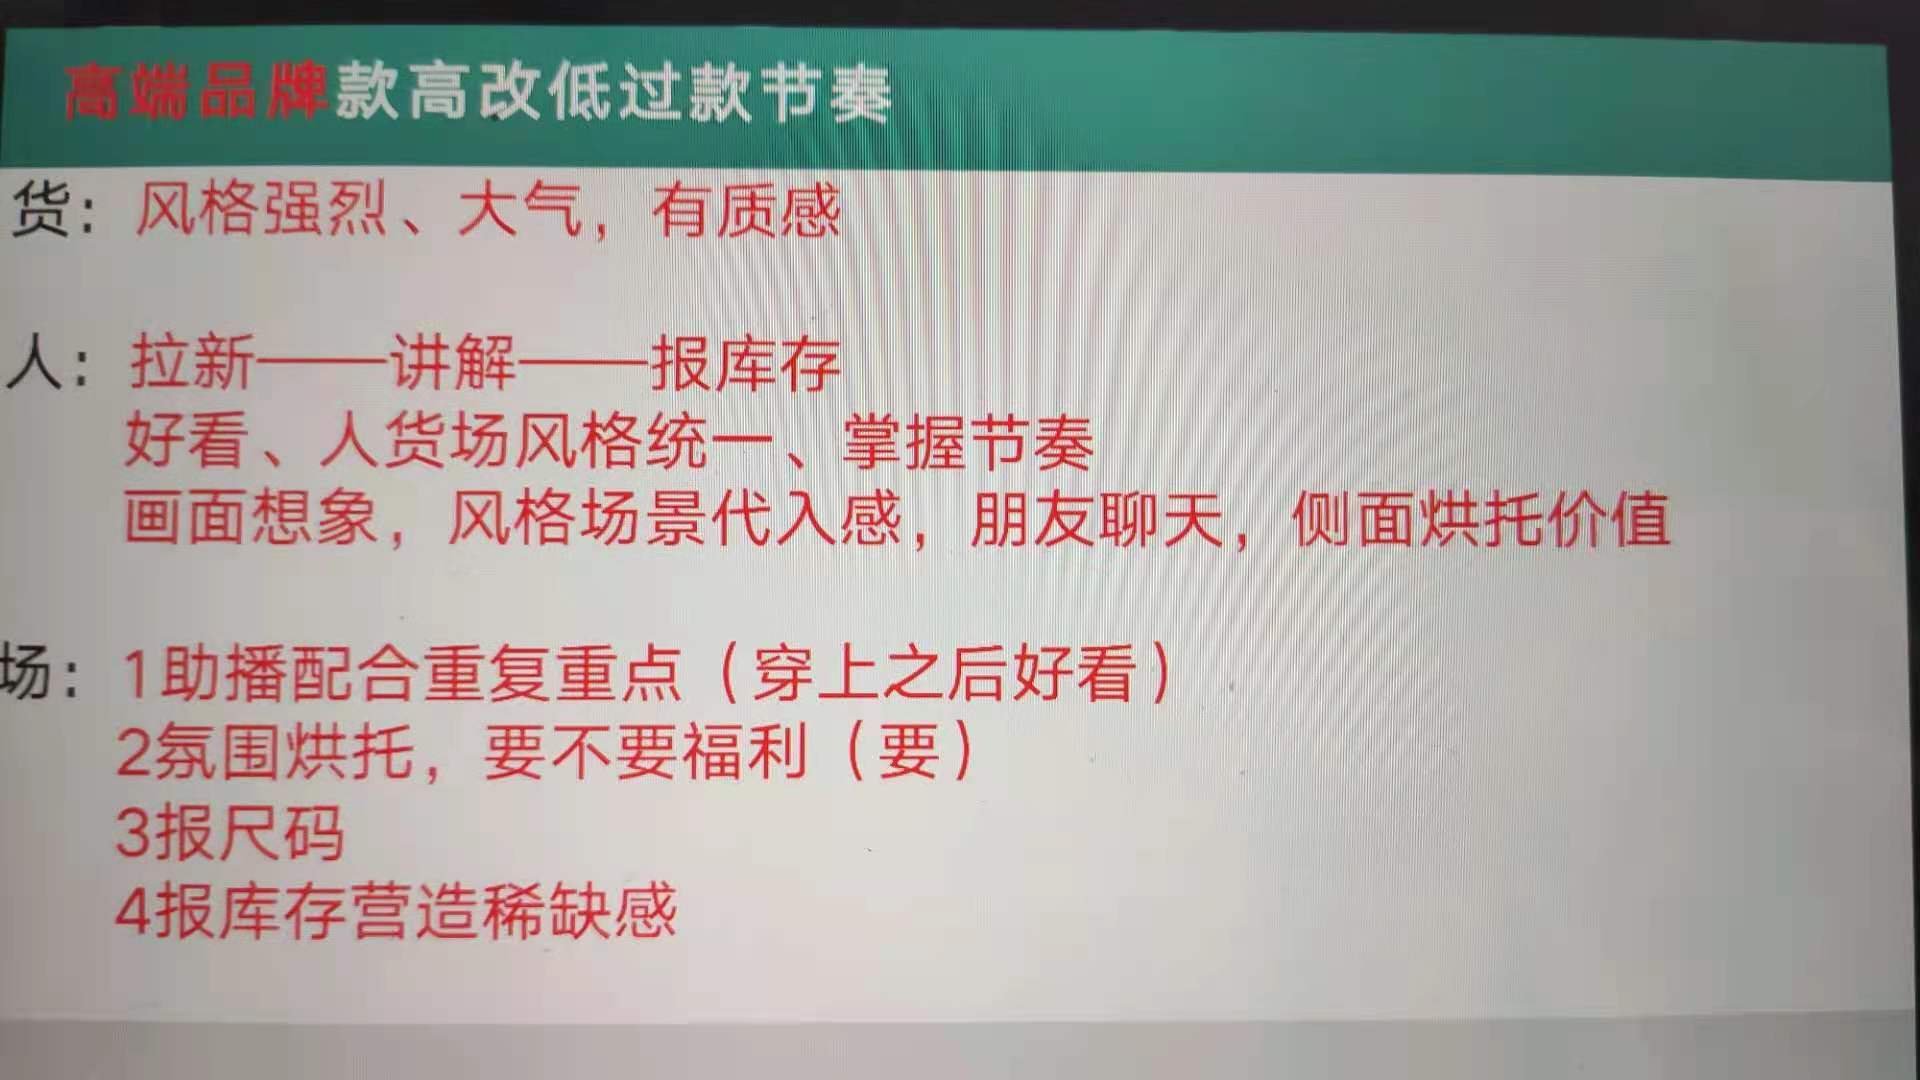 高端品牌款高改低过款节奏
货：风格强烈、大气，有质感
人：拉新——讲解——报库存
好看、人货场风格统一、掌握节奏
画面想象，风格场景代入感，朋友聊天，侧面烘托价值
场：1助播配合重复重点（穿上之后好看）
2氛围烘托，要不要福利（要）
3报尺码
4报库存营造稀缺感